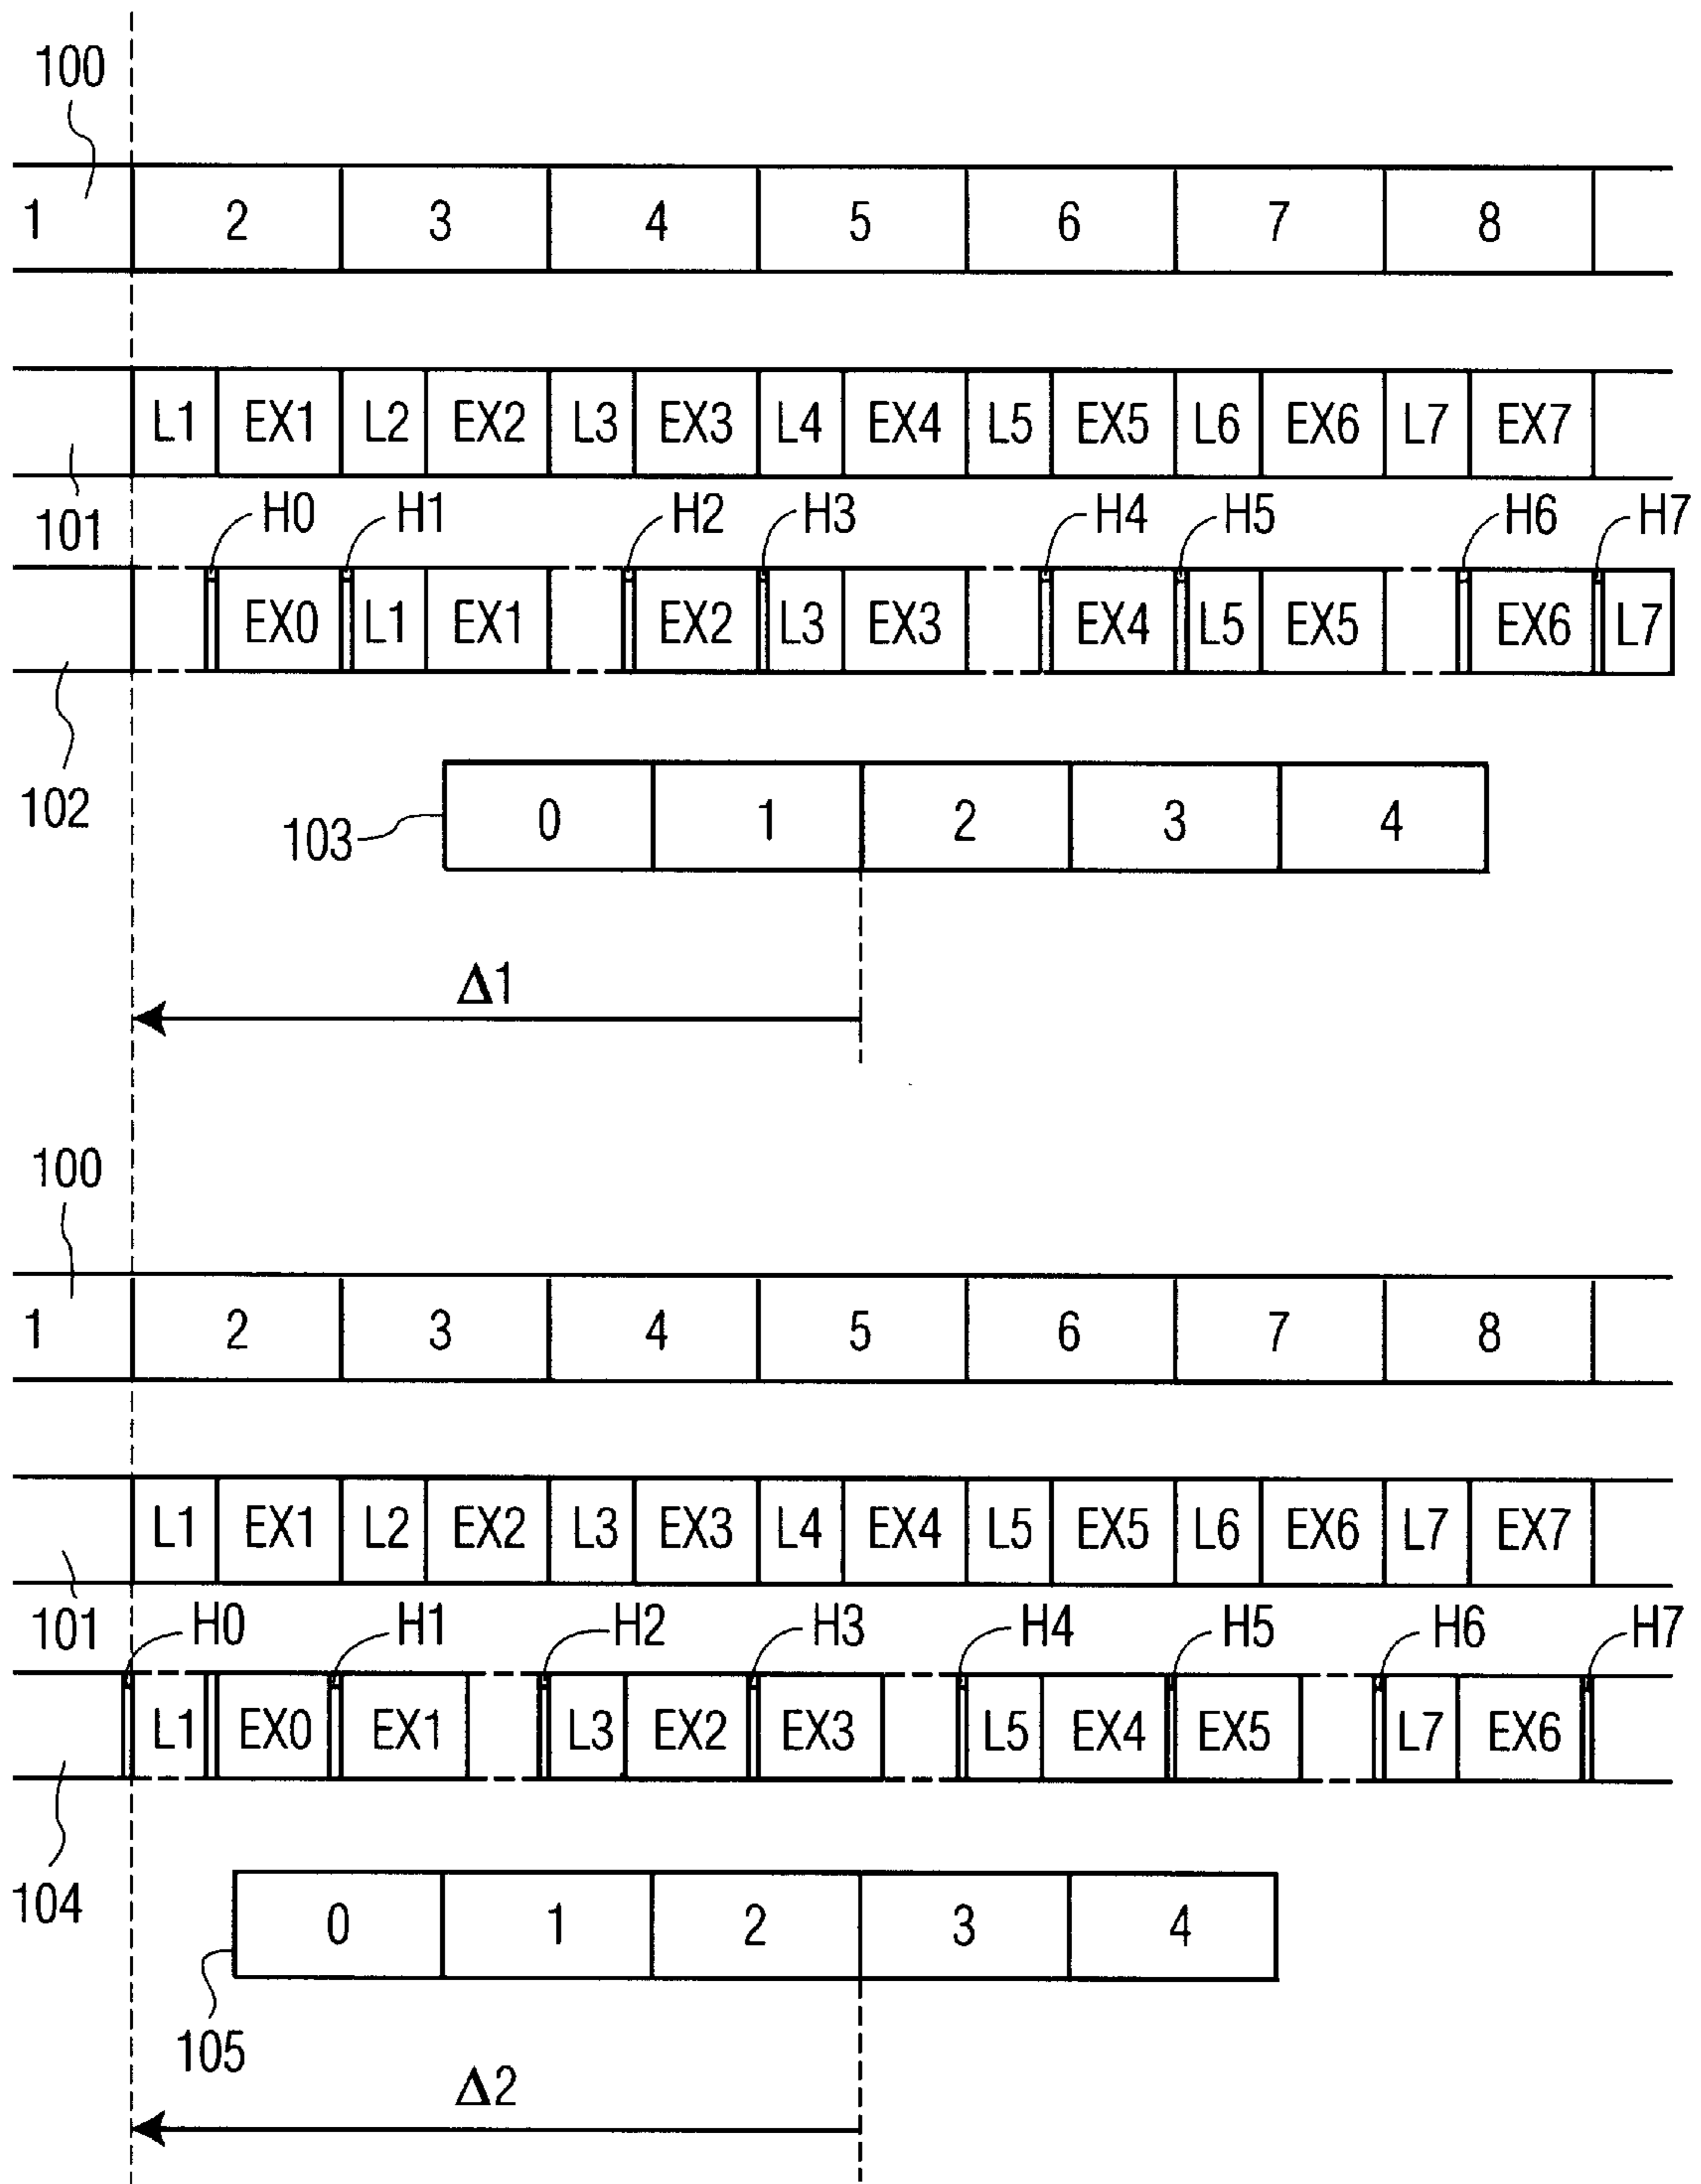 100
1 2 3 4 5 6 7 8
L1 EX1 L2 EX2 L3 EX3 L4 EX4 L5 EX5 L6 EX6 L7 EX7
101 H0 H1 H2 H3 H4 H5 H6 H7
EX0 L1 EX1 EX2 L3 EX3 EX4 L5 EX5 EX6 L7
102
103 0 1 2 3 4
Δ1
100
1 2 3 4 5 6 7 8
L1 EX1 L2 EX2 L3 EX3 L4 EX4 L5 EX5 L6 EX6 L7 EX7
101 H0 H1 H2 H3 H4 H5 H6 H7
L1 EX0 EX1 L3 EX2 EX3 L5 EX4 EX5 L7 EX6
104
0 1 2 3 4
105
Δ2